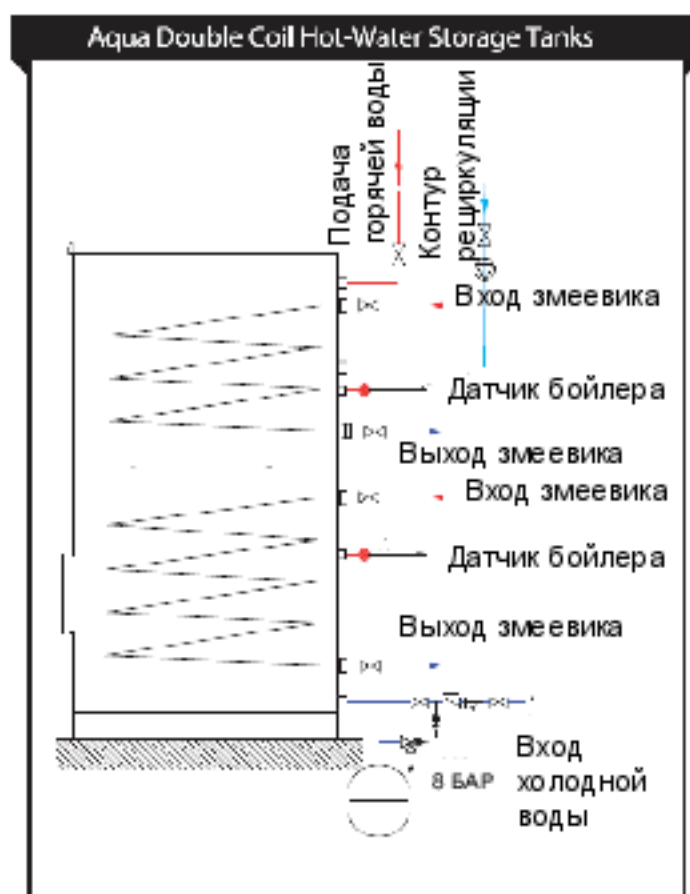 Aqua Double Coil Hot-Water Storage Tanks
Подача
горячей воды
Контур
рециркуляции
Вход змеевика
Датчик бойлера
Выход змеевика
Вход змеевика
Датчик бойлера
Выход змеевика
8 БАР
Вход
холодной
воды